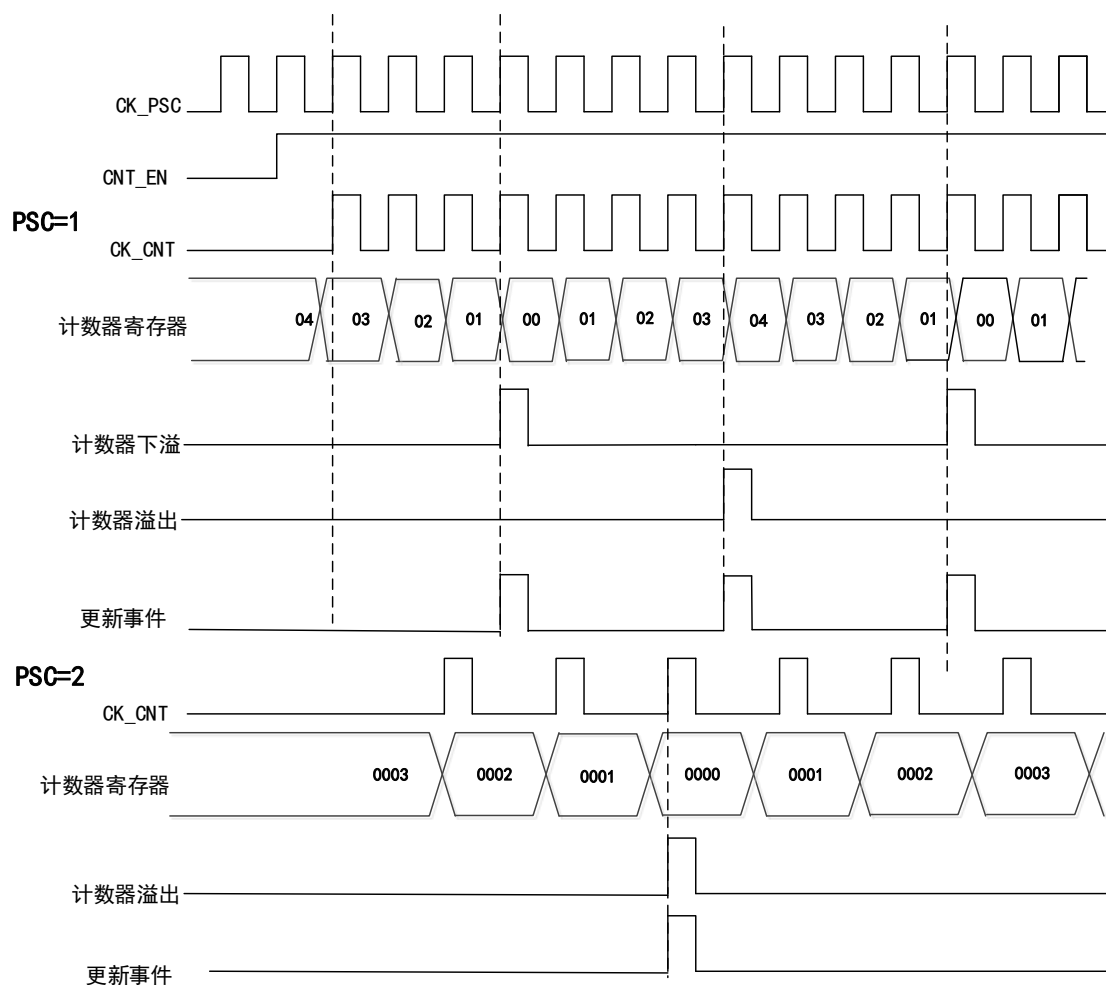 CK_PSC
CNT_EN
PSC=1
CK_CNT
计数器寄存器 04 03 02 01 00 01 02 03 04 03 02 01 00 01
计数器下溢
计数器溢出
更新事件
PSC=2
CK_CNT
计数器寄存器 0003 0002 0001 0000 0001 0002 0003
计数器溢出
更新事件